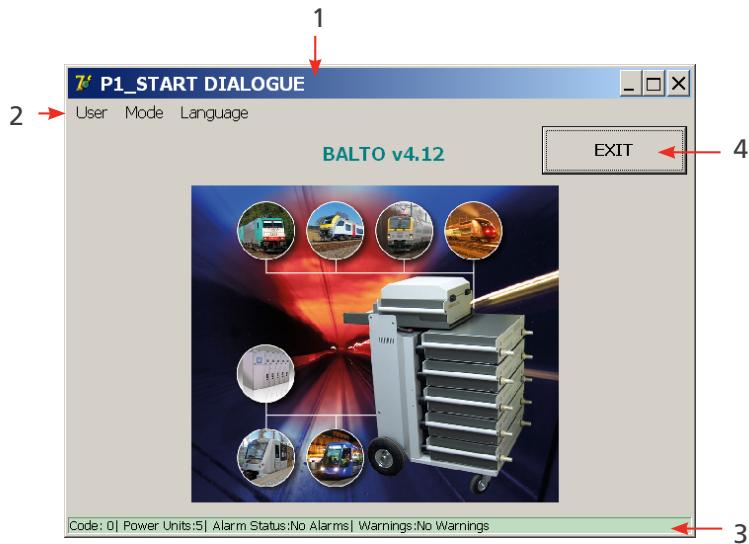 1
P1_START DIALOGUE
2
User Mode Language
BALTO v4.12
EXIT
4
Code: 0| Power Units:5| Alarm Status:No Alarms| Warnings:No Warnings
3